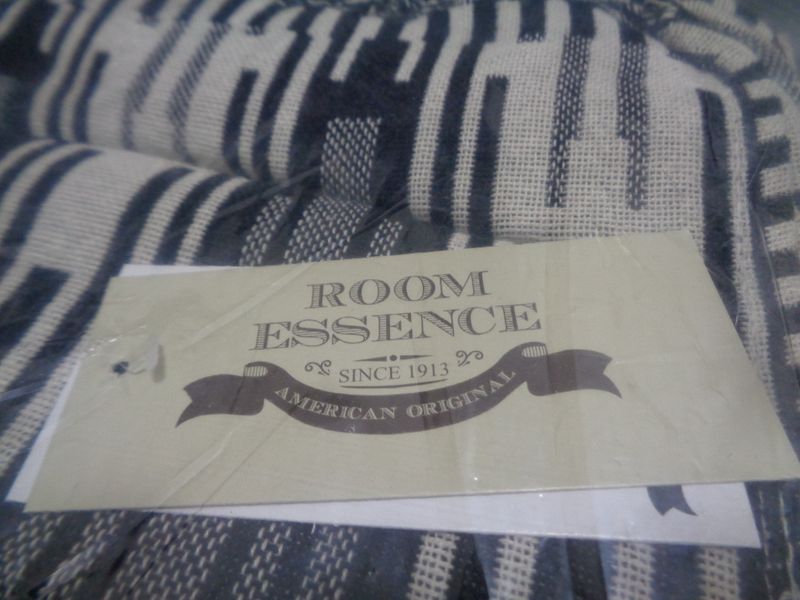 ROOM
ESSENCE
SINCE 1913
AMERICAN ORIGINAL